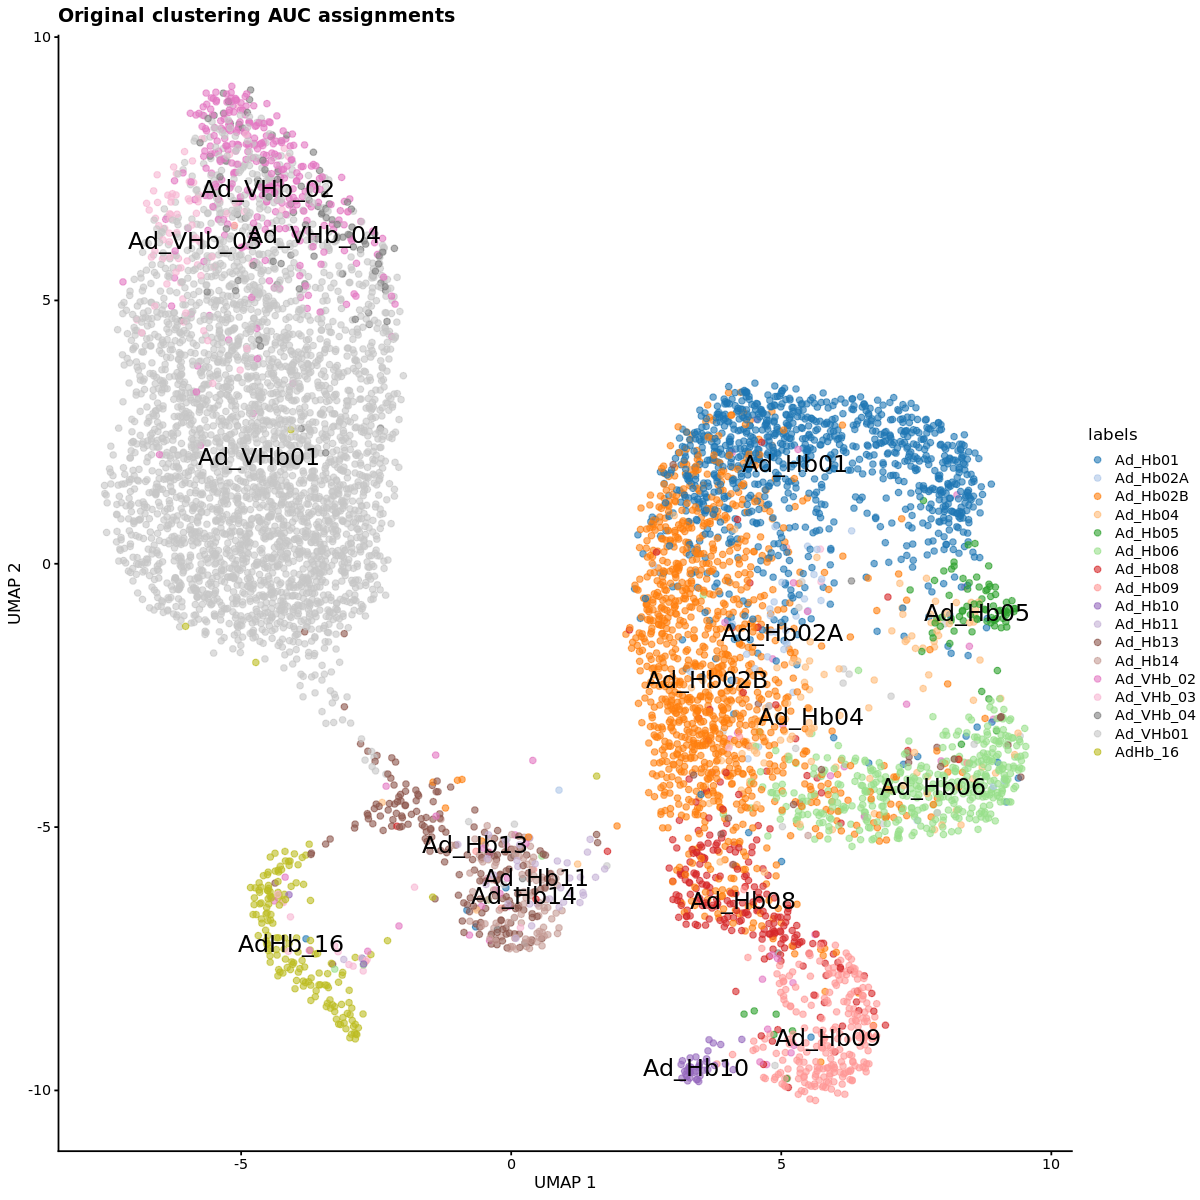 Original clustering AUC assignments
10
5
0
-5
-10
UMAP 2
Ad_VHb_02
Ad_VHb_03
Ad_VHb_04
Ad_VHb01
Ad_Hb01
Ad_Hb05
Ad_Hb02A
Ad_Hb02B
Ad_Hb04
Ad_Hb06
Ad_Hb13
Ad_Hb11
Ad_Hb14
Ad_Hb08
AdHb_16
Ad_Hb09
Ad_Hb10
-5
0
5
10
UMAP 1
labels
Ad_Hb01
Ad_Hb02A
Ad_Hb02B
Ad_Hb04
Ad_Hb05
Ad_Hb06
Ad_Hb08
Ad_Hb09
Ad_Hb10
Ad_Hb11
Ad_Hb13
Ad_Hb14
Ad_VHb_02
Ad_VHb_03
Ad_VHb_04
Ad_VHb01
AdHb_16